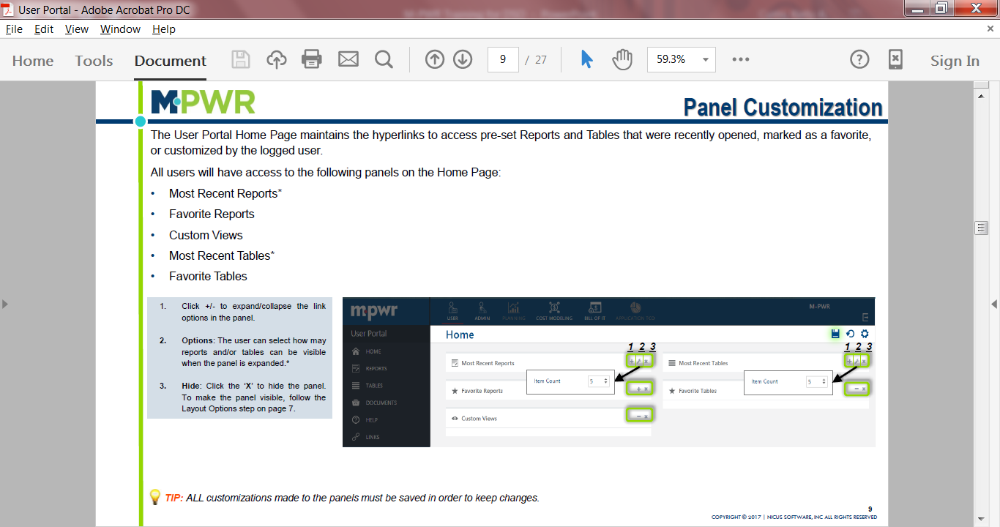 User Portal - Adobe Acrobat Pro DC
File Edit View Window Help
Home Tools Document 9 / 27 59.3% Sign In
M·PWR
Panel Customization
The User Portal Home Page maintains the hyperlinks to access pre-set Reports and Tables that were recently opened, marked as a favorite,
or customized by the logged user.
All users will have access to the following panels on the Home Page:
• Most Recent Reports*
• Favorite Reports
• Custom Views
• Most Recent Tables*
• Favorite Tables
1. Click +/- to expand/collapse the link
options in the panel.
2. Options: The user can select how may
reports and/or tables can be visible
when the panel is expanded.*
3. Hide: Click the ‘X’ to hide the panel.
To make the panel visible, follow the
Layout Options step on page 7.
m·pwr
USER ADMIN PLANNING COST MODELING BILL OF IT APPLICATION TCO
M-PWR
User Portal
HOME
REPORTS
TABLES
DOCUMENTS
HELP
LINKS
Home
1 2 3 1 2 3
Most Recent Reports Most Recent Tables
Item Count 5 Item Count 5
Favorite Reports Favorite Tables
Custom Views
TIP: ALL customizations made to the panels must be saved in order to keep changes.
9
COPYRIGHT © 2017 | NICUS SOFTWARE, INC ALL RIGHTS RESERVED